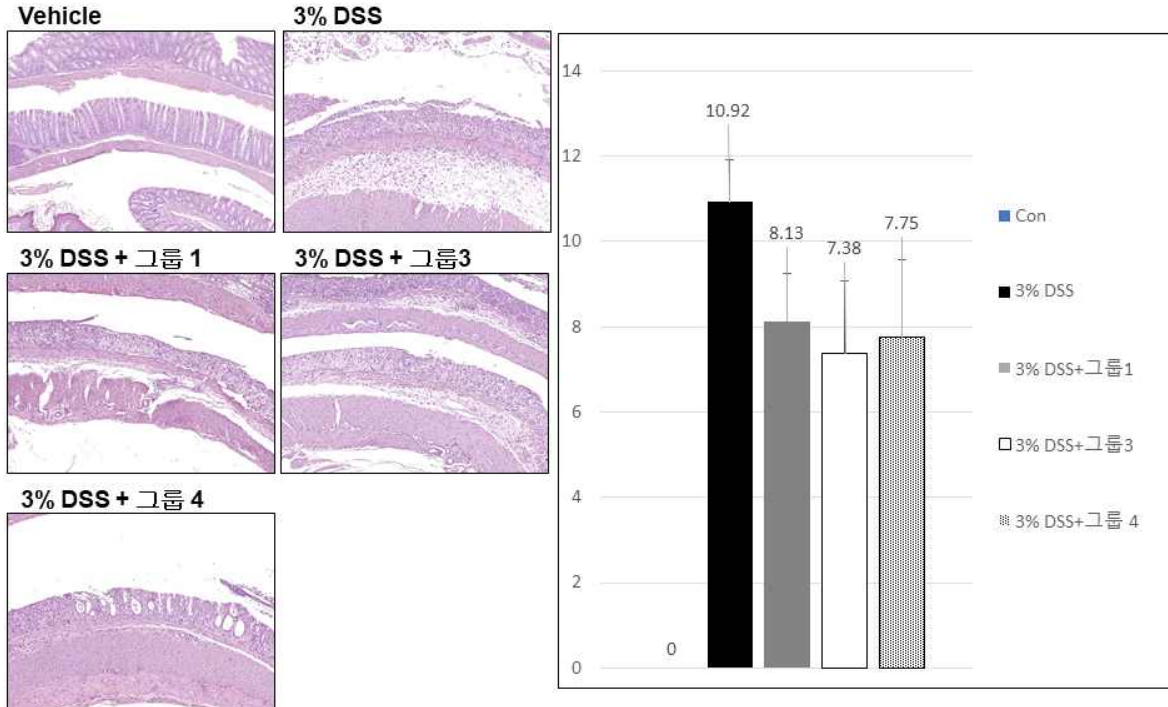 Vehicle
3% DSS
3% DSS + 그룹 1
3% DSS + 그룹3
3% DSS + 그룹 4
14
12
10
8
6
4
2
0
0
10.92
8.13
7.38
7.75
Con
3% DSS
3% DSS+그룹1
3% DSS+그룹3
3% DSS+그룹 4